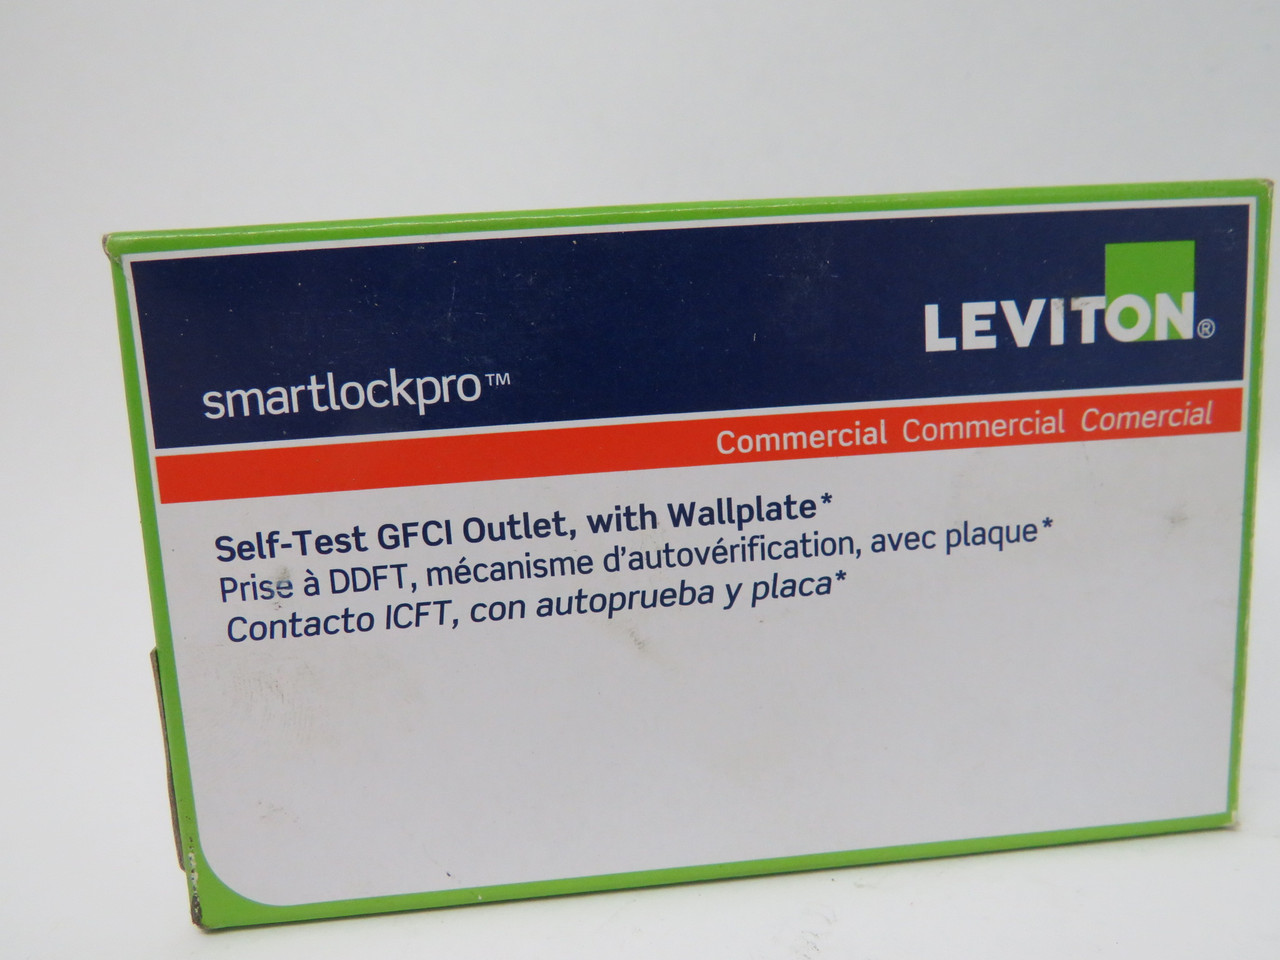 LEVITON®
smartlockpro™
Commercial Commercial Comercial
Self-Test GFCI Outlet, with Wallplate*
Prise à DDFT, mécanisme d'autovérification, avec plaque*
Contacto ICFT, con autoprueba y placa*